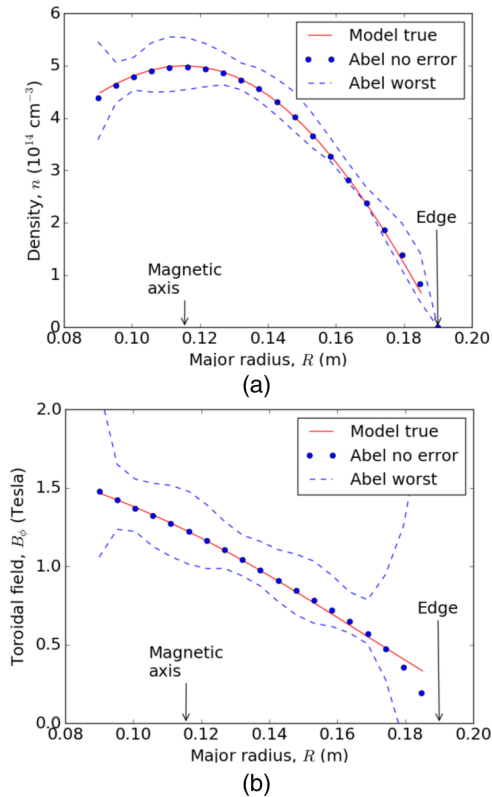 6
5
4
3
2
1
0
Density, n (10¹⁴ cm⁻³)
Model true
Abel no error
Abel worst
Edge
Magnetic
axis
0.08 0.10 0.12 0.14 0.16 0.18 0.20
Major radius, R (m)
(a)
2.0
1.5
1.0
0.5
0.0
Toroidal field, Bϕ (Tesla)
Model true
Abel no error
Abel worst
Edge
Magnetic
axis
0.08 0.10 0.12 0.14 0.16 0.18 0.20
Major radius, R (m)
(b)